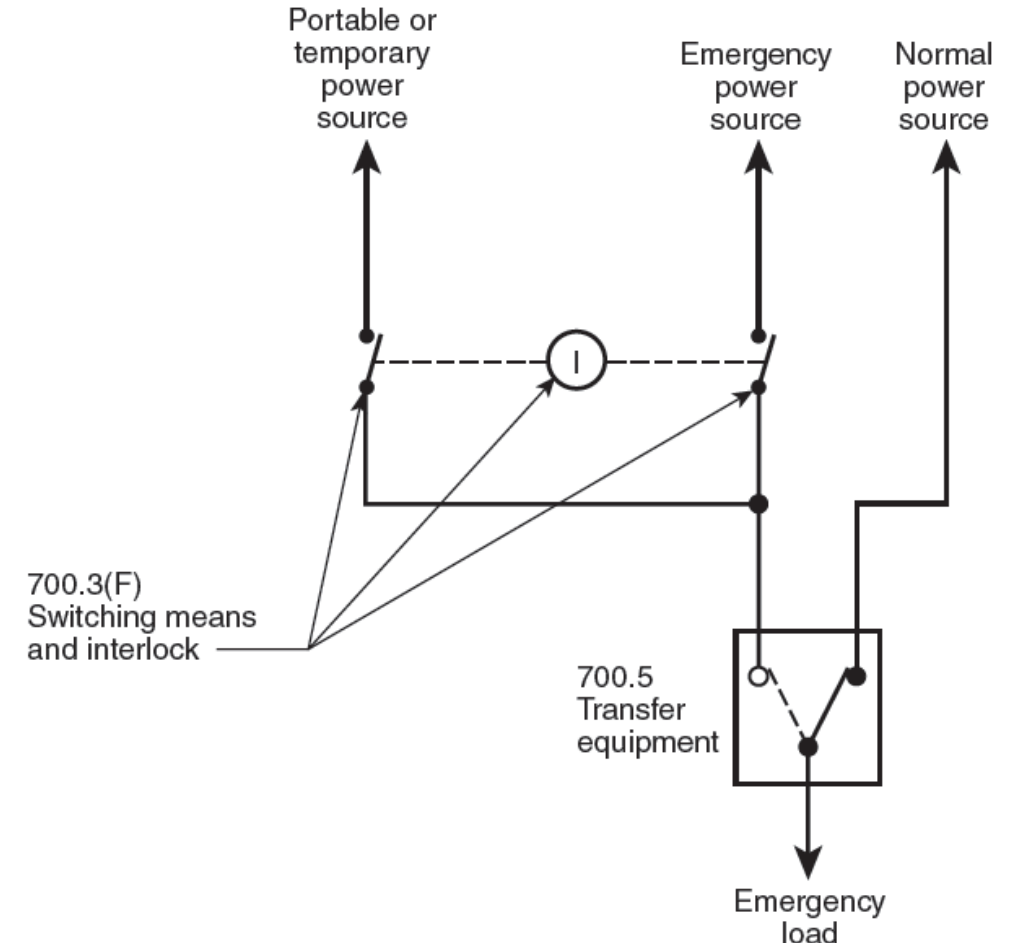 Portable or
temporary
power
source
Emergency
power
source
Normal
power
source
I
700.3(F)
Switching means
and interlock
700.5
Transfer
equipment
Emergency
load